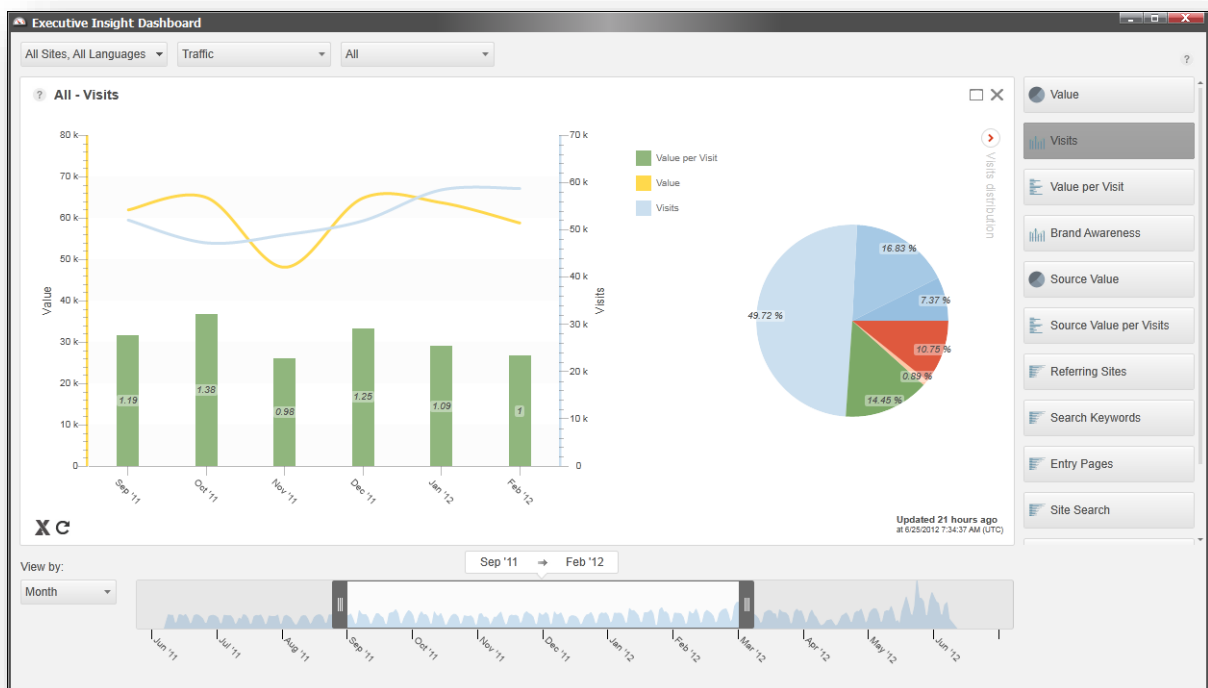 Executive Insight Dashboard
All Sites, All Languages
Traffic
All
?
? All - Visits
80 k
70 k
60 k
50 k
40 k
30 k
20 k
10 k
0
Value
70 k
60 k
50 k
40 k
30 k
20 k
10 k
0
Visits
1.19
1.38
0.98
1.25
1.09
1
Sep '11
Oct '11
Nov '11
Dec '11
Jan '12
Feb '12
Value per Visit
Value
Visits
Visits distribution
16.83 %
7.37 %
49.72 %
10.75 %
0.89 %
14.45 %
X
Updated 21 hours ago
at 6/25/2012 7:34:37 AM (UTC)
Value
Visits
Value per Visit
Brand Awareness
Source Value
Source Value per Visits
Referring Sites
Search Keywords
Entry Pages
Site Search
View by:
Month
Sep '11 → Feb '12
Jun '11
Jul '11
Aug '11
Sep '11
Oct '11
Nov '11
Dec '11
Jan '12
Feb '12
Mar '12
Apr '12
May '12
Jun '12